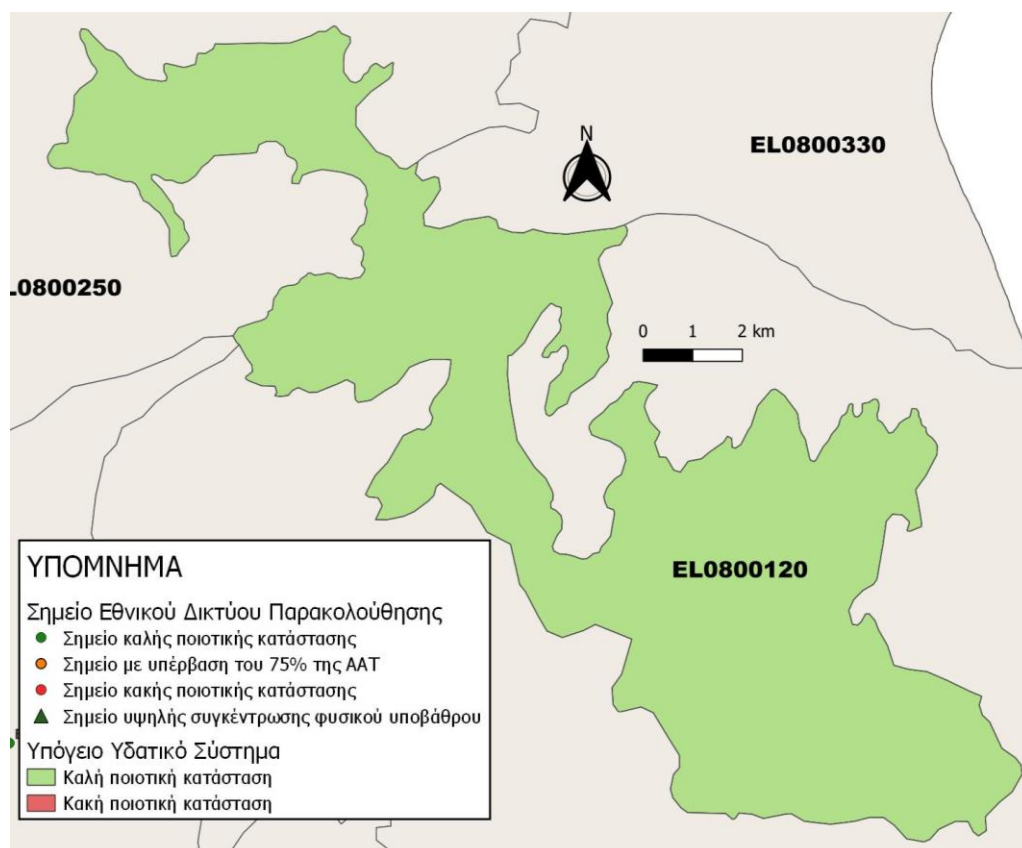 EL0800330
N
L0800250
0 1 2 km
EL0800120
ΥΠΟΜΝΗΜΑ
Σημείο Εθνικού Δικτύου Παρακολούθησης
Σημείο καλής ποιοτικής κατάστασης
Σημείο με υπέρβαση του 75% της ΑΑΤ
Σημείο κακής ποιοτικής κατάστασης
Σημείο υψηλής συγκέντρωσης φυσικού υποβάθρου
Υπόγειο Υδατικό Σύστημα
Καλή ποιοτική κατάσταση
Κακή ποιοτική κατάσταση